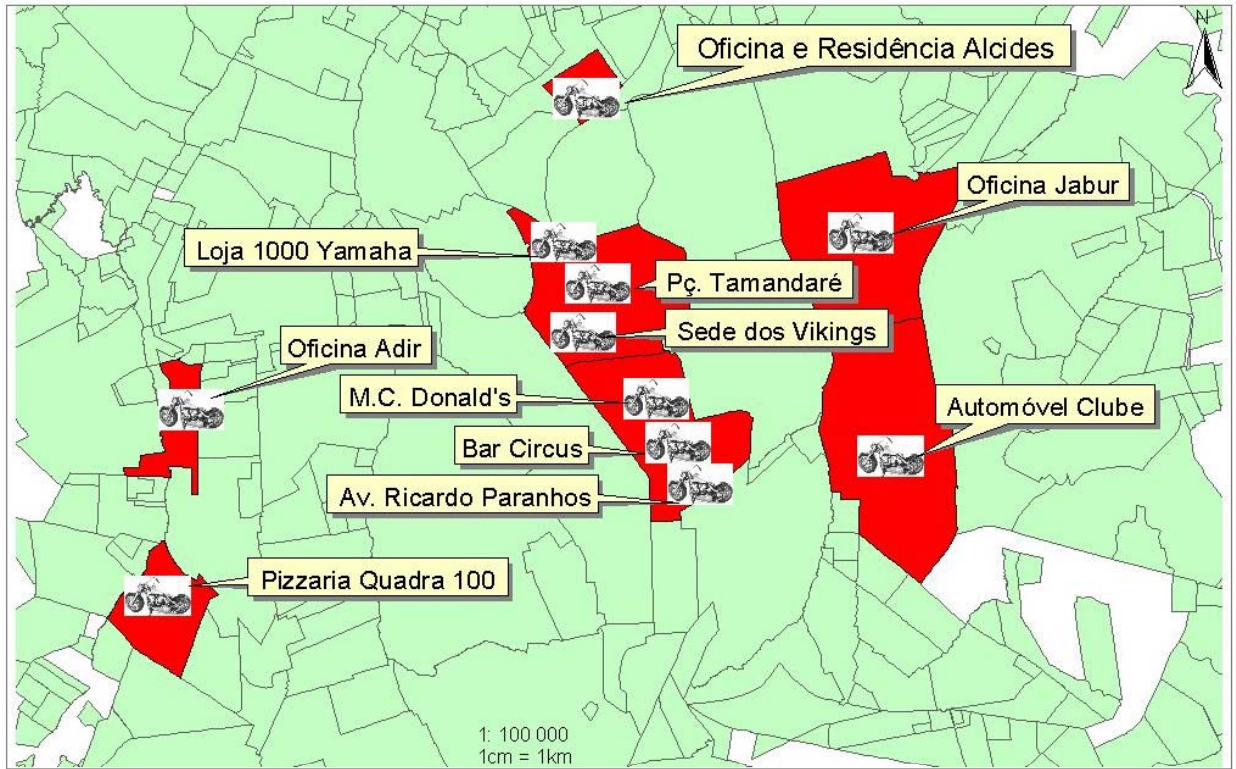 N
Oficina e Residência Alcides
Oficina Jabur
Loja 1000 Yamaha
Pç. Tamandaré
Sede dos Vikings
Oficina Adir
M.C. Donald's
Automóvel Clube
Bar Circus
Av. Ricardo Paranhos
Pizzaria Quadra 100
1: 100 000
1cm = 1km